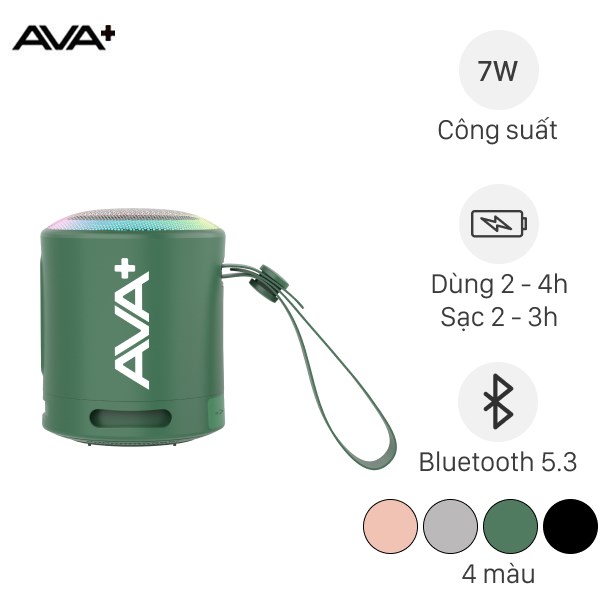 AVA+
7W
Công suất
AVA+
Dùng 2 - 4h
Sạc 2 - 3h
Bluetooth 5.3
4 màu